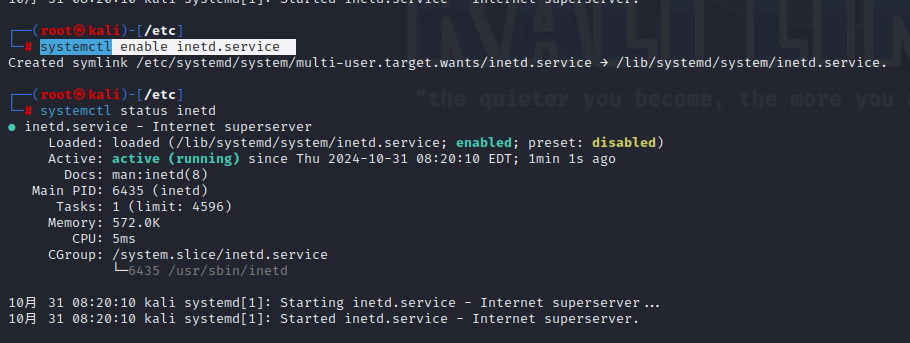 10月 31 08:20:10 kali systemd[1]: Started inetd.service - Internet superserver.
┌──(root㉿kali)-[/etc]
└─# systemctl enable inetd.service
Created symlink /etc/systemd/system/multi-user.target.wants/inetd.service → /lib/systemd/system/inetd.service.
"the quieter you become, the more you a
┌──(root㉿kali)-[/etc]
└─# systemctl status inetd
● inetd.service - Internet superserver
Loaded: loaded (/lib/systemd/system/inetd.service; enabled; preset: disabled)
Active: active (running) since Thu 2024-10-31 08:20:10 EDT; 1min 1s ago
Docs: man:inetd(8)
Main PID: 6435 (inetd)
Tasks: 1 (limit: 4596)
Memory: 572.0K
CPU: 5ms
CGroup: /system.slice/inetd.service
└─6435 /usr/sbin/inetd
10月 31 08:20:10 kali systemd[1]: Starting inetd.service - Internet superserver...
10月 31 08:20:10 kali systemd[1]: Started inetd.service - Internet superserver.